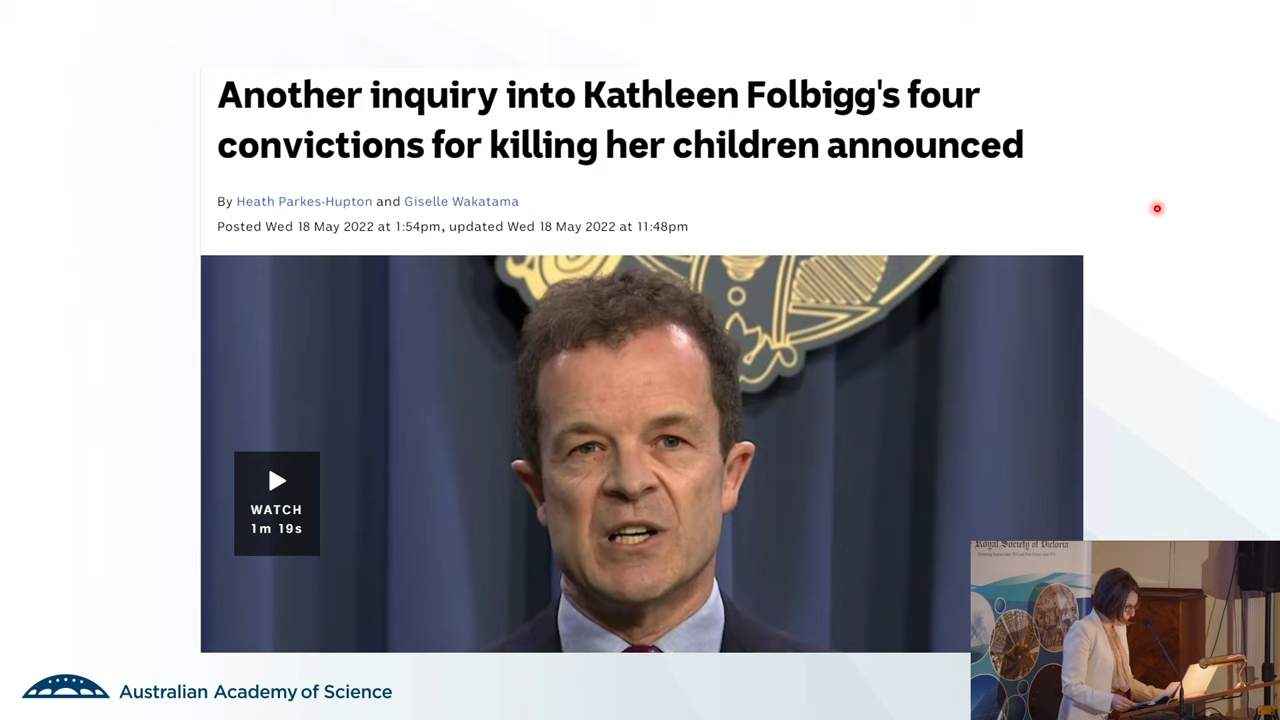 Another inquiry into Kathleen Folbigg's four
convictions for killing her children announced
By Heath Parkes-Hupton and Giselle Wakatama
Posted Wed 18 May 2022 at 1:54pm, updated Wed 18 May 2022 at 11:48pm
WATCH
1m 19s
Royal Society of Victoria
Australian Academy of Science